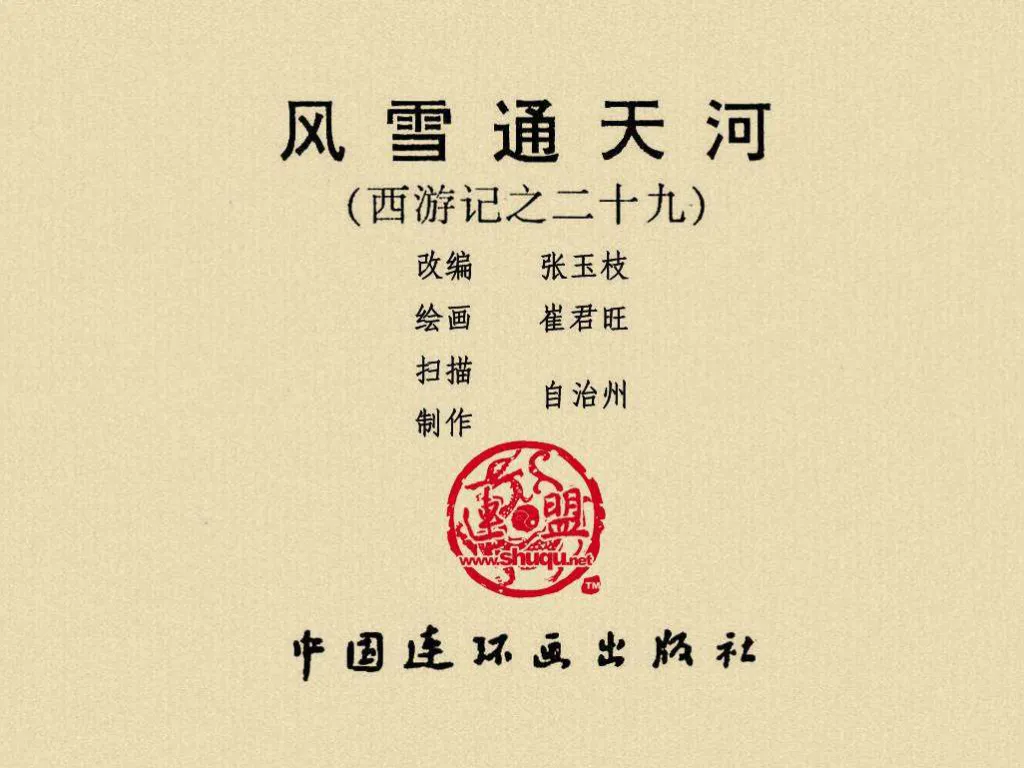 风雪通天河
(西游记之二十九)
改编 张玉枝
绘画 崔君旺
扫描
制作 自治州
連盟
www.shuqu.net
TM
中国连环画出版社